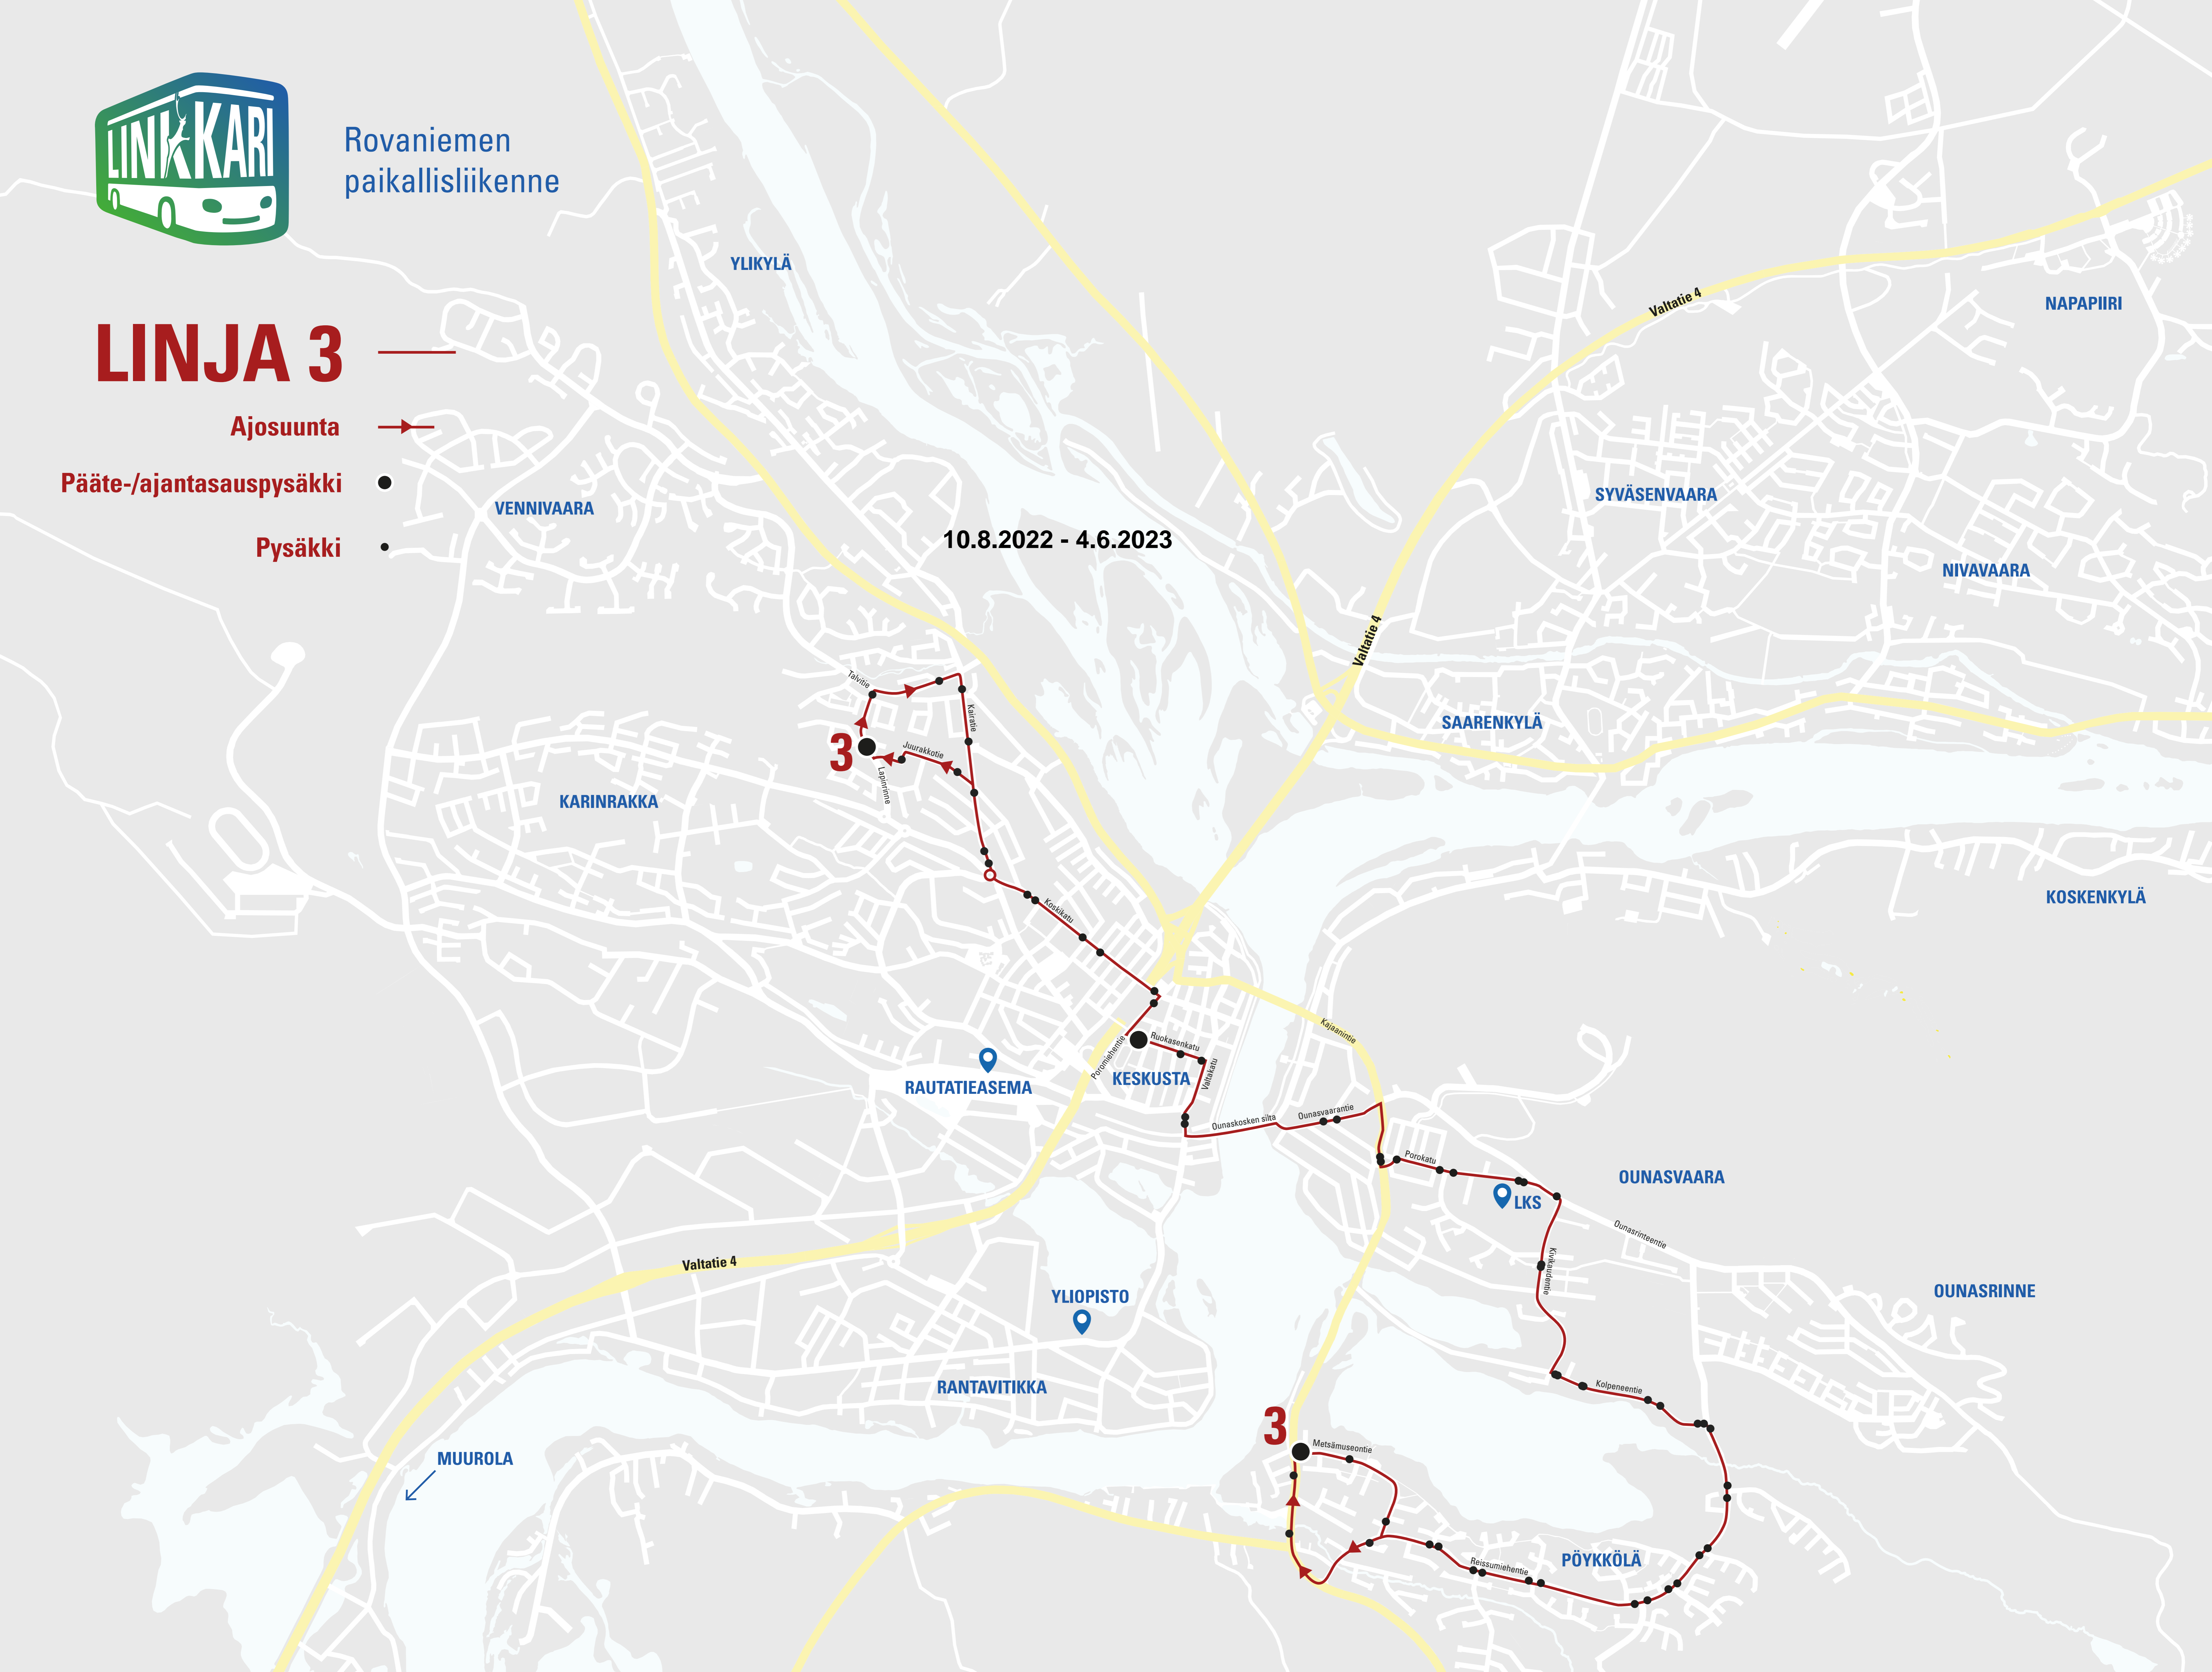 LINKKARI
Rovaniemen
paikallisliikenne
LINJA 3
Ajosuunta
Pääte-/ajantasauspysäkki
Pysäkki
YLIKYLÄ
Valtatie 4
NAPAPIIRI
VENNIVAARA
SYVÄSENVAARA
10.8.2022 - 4.6.2023
NIVAVAARA
Valtatie 4
Talvitie
Kairatie
SAARENKYLÄ
3
Juurakkotie
Lapinrinne
KARINRAKKA
KOSKENKYLÄ
Koskikatu
Kajaanintie
Ruokasenkatu
Poromiehentie
KESKUSTA
Valtakatu
RAUTATIEASEMA
Ounaskosken silta
Ounasvaarantie
Porokatu
OUNASVAARA
LKS
Ounasrinteentie
Kivikaudentie
Valtatie 4
OUNASRINNE
YLIOPISTO
RANTAVITIKKA
Kolpeneentie
3
Metsämuseontie
MUUROLA
Reissumiehentie
PÖYKKÖLÄ